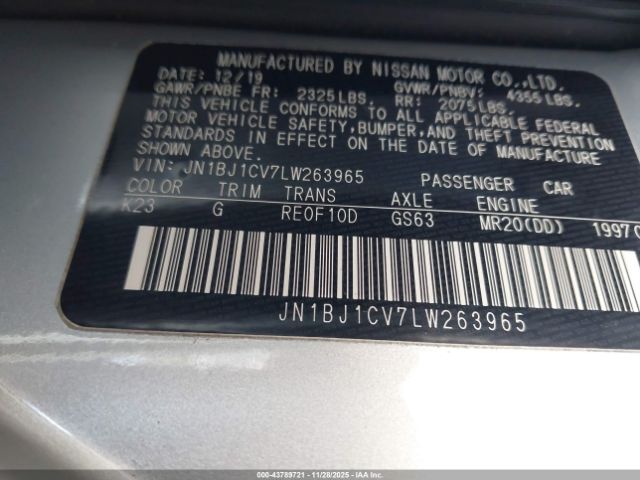 MANUFACTURED BY NISSAN MOTOR CO.,LTD.
DATE: 12/19 GVWR/PNBV: 4355LBS.
GAWR/PNBE FR: 2325LBS. RR: 2075LBS.
THIS VEHICLE CONFORMS TO ALL APPLICABLE FEDERAL
MOTOR VEHICLE SAFETY,BUMPER,AND THEFT PREVENTION
STANDARDS IN EFFECT ON THE DATE OF MANUFACTURE
SHOWN ABOVE.
VIN: JN1BJ1CV7LW263965 PASSENGER CAR
COLOR TRIM TRANS AXLE ENGINE
K23 G RE0F10D GS63 MR20(DD) 1997C
JN1BJ1CV7LW263965
000-43789721 - 11/28/2025 - IAA Inc.